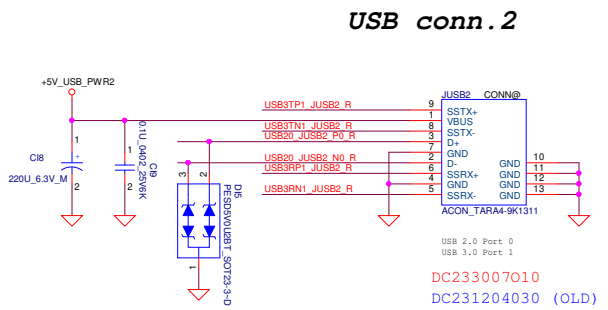 USB conn.2
+5V_USB_PWR2
JUSB2 CONN@
USB3TP1_JUSB2_R 9 SSTX+
1 VBUS
USB3TN1_JUSB2_R 8 SSTX-
USB20_JUSB2_P0_R 3 D+
7 GND
USB20_JUSB2_N0_R 2 D- GND 10
USB3RP1_JUSB2_R 6 SSRX+ GND 11
4 GND GND 12
USB3RN1_JUSB2_R 5 SSRX- GND 13
ACON_TARA4-9K1311
CI8
220U_6.3V_M
1
+
2
1
2
CI9
0.1U_0402_25V6K
3
2
1
DI5
PESD5V0U2BT_SOT23-3-D
USB 2.0 Port 0
USB 3.0 Port 1
DC233007O10
DC231204030 (OLD)